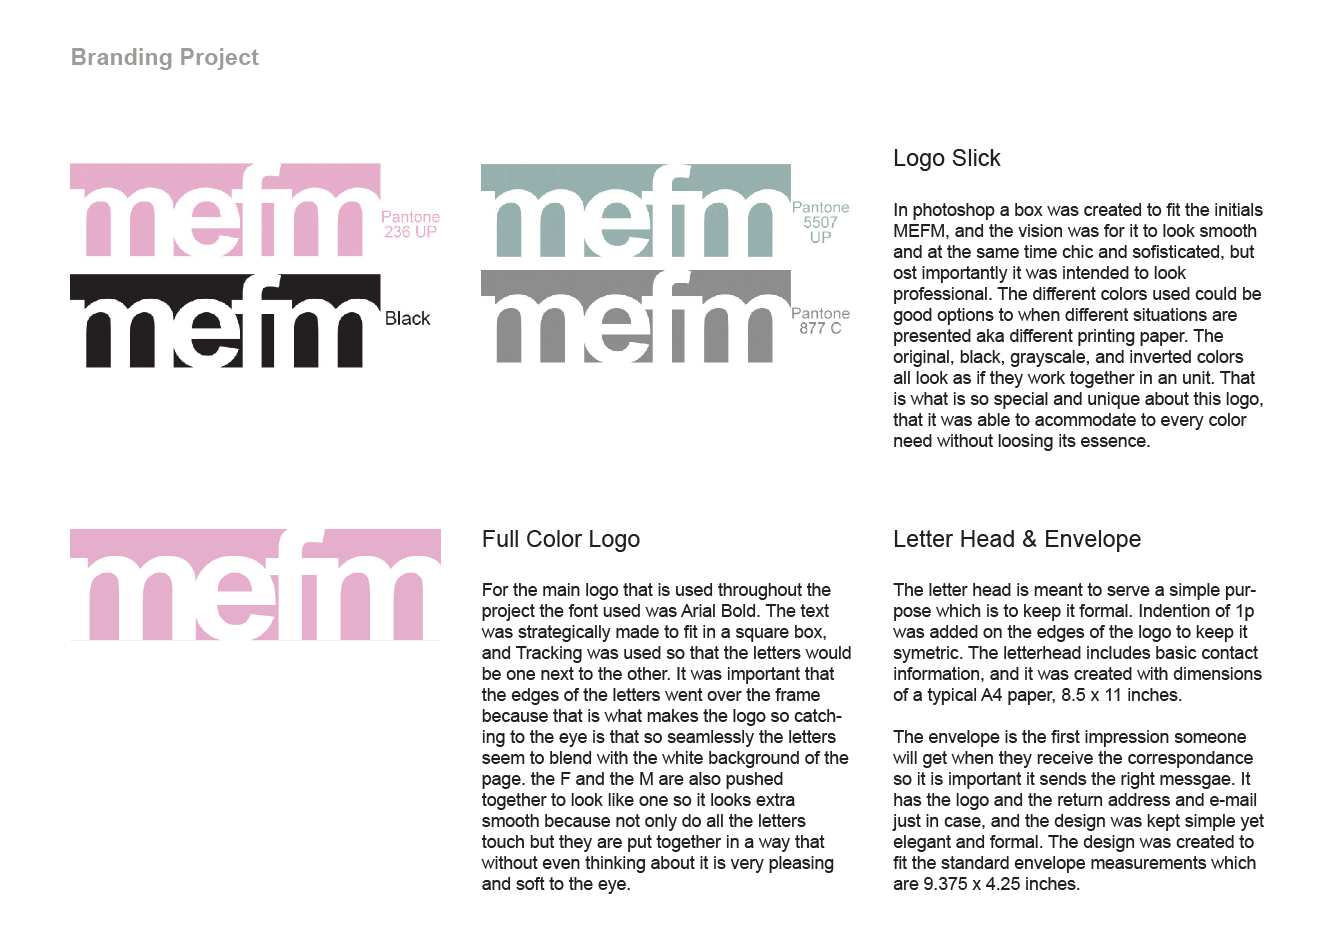 Branding Project
mefm
Pantone
236 UP
mefm
Black
mefm
Pantone
5507
UP
mefm
Pantone
877 C
Logo Slick
In photoshop a box was created to fit the initials
MEFM, and the vision was for it to look smooth
and at the same time chic and sofisticated, but
ost importantly it was intended to look
professional. The different colors used could be
good options to when different situations are
presented aka different printing paper. The
original, black, grayscale, and inverted colors
all look as if they work together in an unit. That
is what is so special and unique about this logo,
that it was able to acommodate to every color
need without loosing its essence.
mefm
Full Color Logo
For the main logo that is used throughout the
project the font used was Arial Bold. The text
was strategically made to fit in a square box,
and Tracking was used so that the letters would
be one next to the other. It was important that
the edges of the letters went over the frame
because that is what makes the logo so catch-
ing to the eye is that so seamlessly the letters
seem to blend with the white background of the
page. the F and the M are also pushed
together to look like one so it looks extra
smooth because not only do all the letters
touch but they are put together in a way that
without even thinking about it is very pleasing
and soft to the eye.
Letter Head & Envelope
The letter head is meant to serve a simple pur-
pose which is to keep it formal. Indention of 1p
was added on the edges of the logo to keep it
symetric. The letterhead includes basic contact
information, and it was created with dimensions
of a typical A4 paper, 8.5 x 11 inches.
The envelope is the first impression someone
will get when they receive the correspondance
so it is important it sends the right messgae. It
has the logo and the return address and e-mail
just in case, and the design was kept simple yet
elegant and formal. The design was created to
fit the standard envelope measurements which
are 9.375 x 4.25 inches.